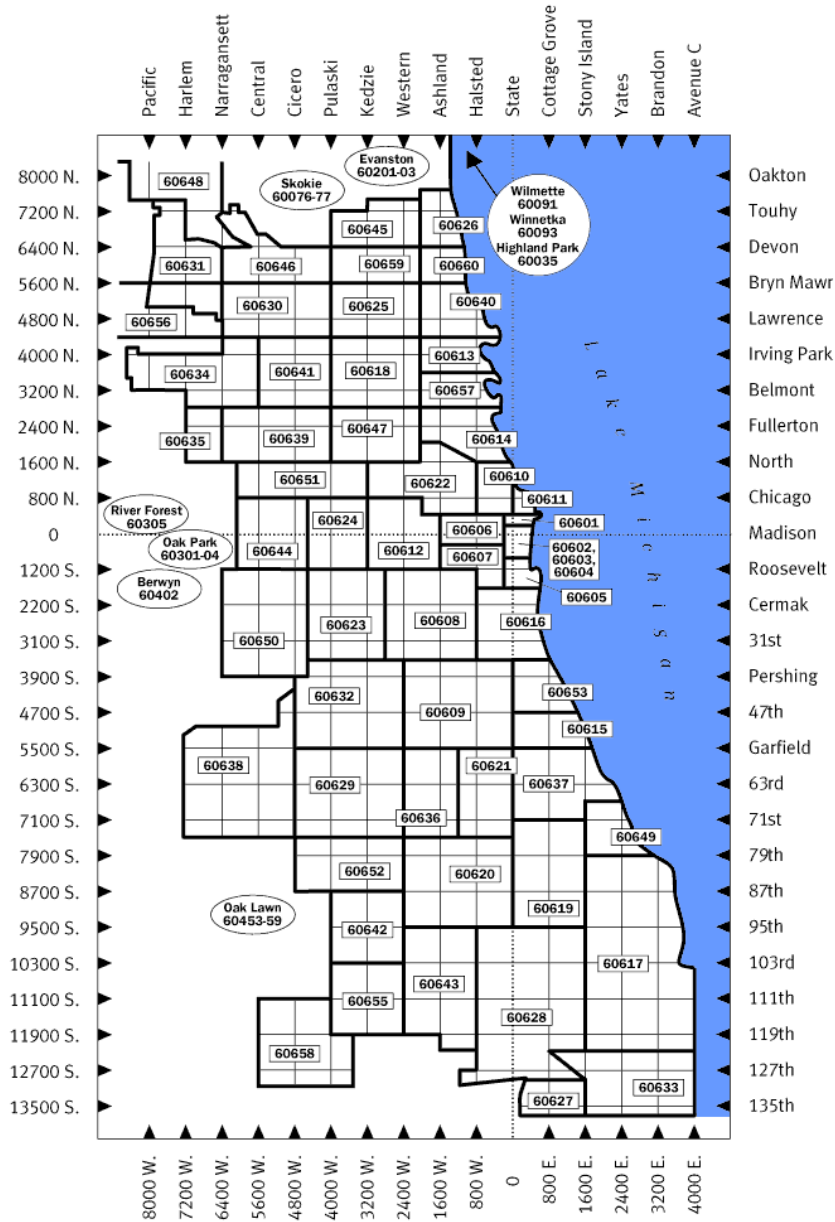 Pacific
Harlem
Narragansett
Central
Cicero
Pulaski
Kedzie
Western
Ashland
Halsted
State
Cottage Grove
Stony Island
Yates
Brandon
Avenue C
8000 N.
7200 N.
6400 N.
5600 N.
4800 N.
4000 N.
3200 N.
2400 N.
1600 N.
800 N.
0
1200 S.
2200 S.
3100 S.
3900 S.
4700 S.
5500 S.
6300 S.
7100 S.
7900 S.
8700 S.
9500 S.
10300 S.
11100 S.
11900 S.
12700 S.
13500 S.
Evanston
60201-03
Skokie
60076-77
Wilmette
60091
Winnetka
60093
Highland Park
60035
60648
60645
60626
60631
60646
60659
60660
60630
60625
60640
60656
60634
60641
60618
60613
60657
60635
60639
60647
60614
60651
60622
60610
60611
River Forest
60305
Oak Park
60301-04
Berwyn
60402
60624
60606
60601
60644
60612
60607
60602,
60603,
60604
60605
60650
60623
60608
60616
60632
60609
60653
60615
60638
60629
60621
60637
60636
60649
60652
60620
Oak Lawn
60453-59
60619
60642
60617
60643
60655
60628
60658
60633
60627
Lake Michisan
Oakton
Touhy
Devon
Bryn Mawr
Lawrence
Irving Park
Belmont
Fullerton
North
Chicago
Madison
Roosevelt
Cermak
31st
Pershing
47th
Garfield
63rd
71st
79th
87th
95th
103rd
111th
119th
127th
135th
8000 W.
7200 W.
6400 W.
5600 W.
4800 W.
4000 W.
3200 W.
2400 W.
1600 W.
800 W.
0
800 E.
1600 E.
2400 E.
3200 E.
4000 E.